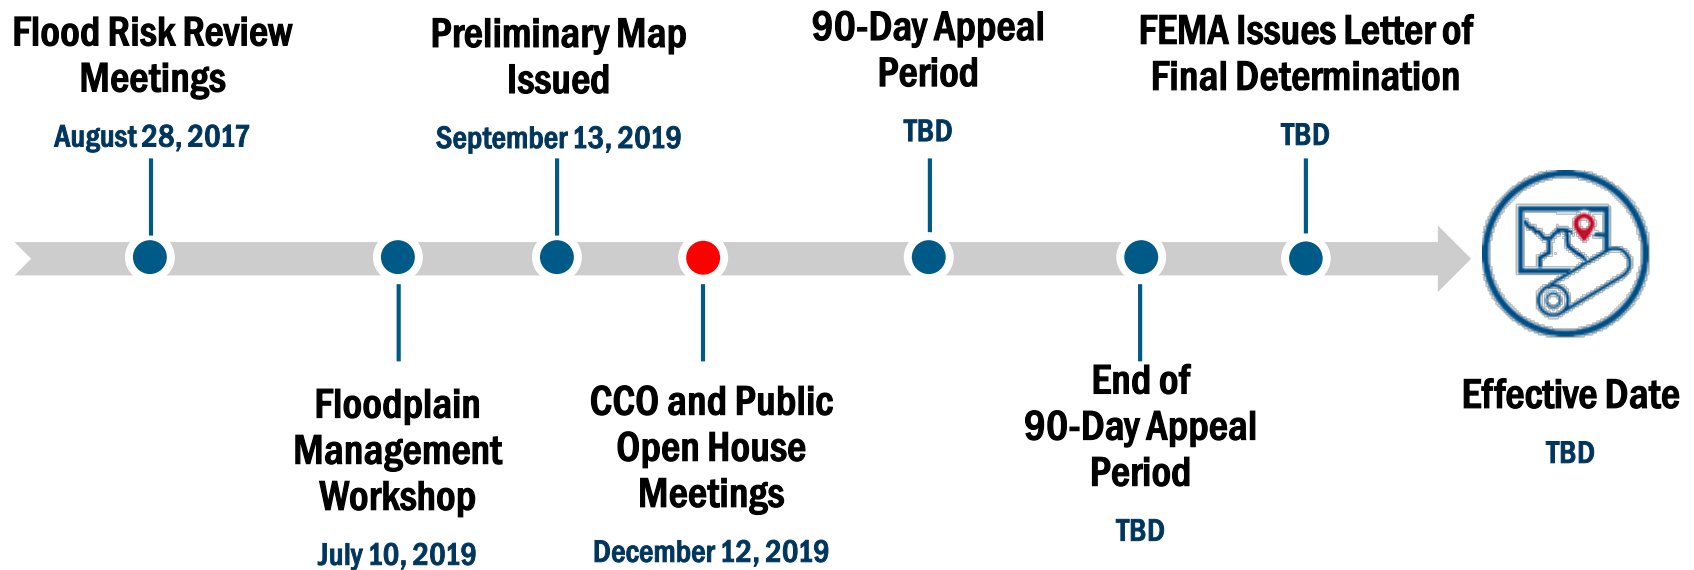 Flood Risk Review
Meetings
August 28, 2017
Floodplain
Management
Workshop
July 10, 2019
Preliminary Map
Issued
September 13, 2019
CCO and Public
Open House
Meetings
December 12, 2019
90-Day Appeal
Period
TBD
End of
90-Day Appeal
Period
TBD
FEMA Issues Letter of
Final Determination
TBD
Effective Date
TBD